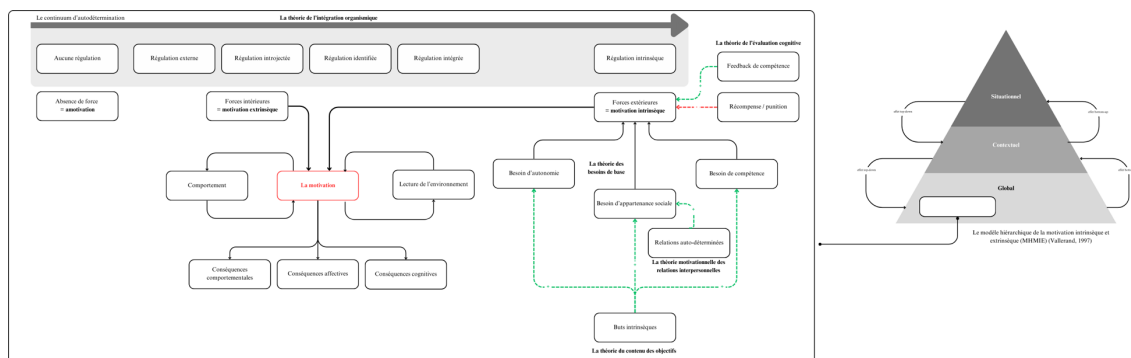 Le continuum d'autodétermination
La théorie de l'intégration organismique
Aucune régulation
Régulation externe
Régulation introjectée
Régulation identifiée
Régulation intégrée
Régulation intrinsèque
La théorie de l'évaluation cognitive
Feedback de compétence
Absence de force
= amotivation
Forces intérieures
= motivation extrinsèque
Forces extérieures
= motivation intrinsèque
Récompense / punition
Comportement
La motivation
Lecture de l'environnement
Besoin d'autonomie
La théorie des
besoins de base
Besoin de compétence
Besoin d'appartenance sociale
Relations auto-déterminées
La théorie motivationnelle des
relations interpersonnelles
Conséquences
comportementales
Conséquences affectives
Conséquences cognitives
Buts intrinsèques
La théorie du contenu des objectifs
Situationnel
Contextuel
Global
Le modèle hiérarchique de la motivation intrinsèque et
extrinsèque (MHMIE) (Vallerand, 1997)